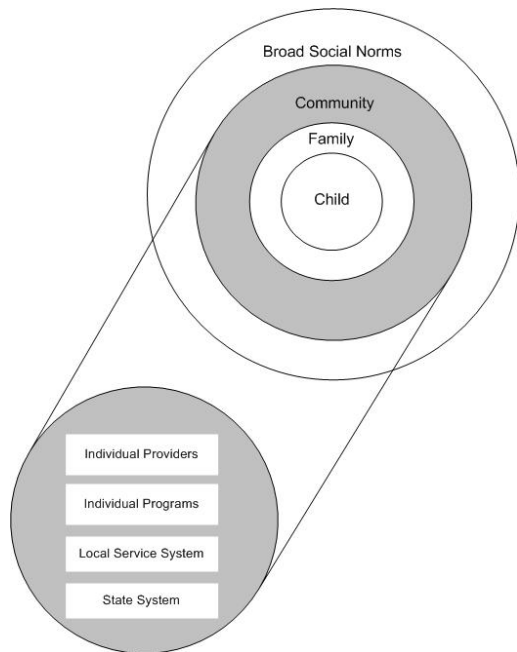 Broad Social Norms
Community
Family
Child
Individual Providers
Individual Programs
Local Service System
State System